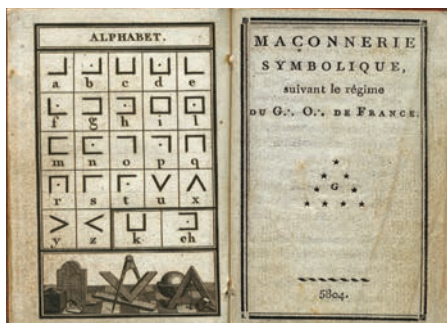 ALPHABET.
a b c d e
f g h i l
m n o p q
r s t u x
y z k ch
MAÇONNERIE
SYMBOLIQUE,
suivant le régime
DU G∴ O∴ DE FRANCE.
G
5804.